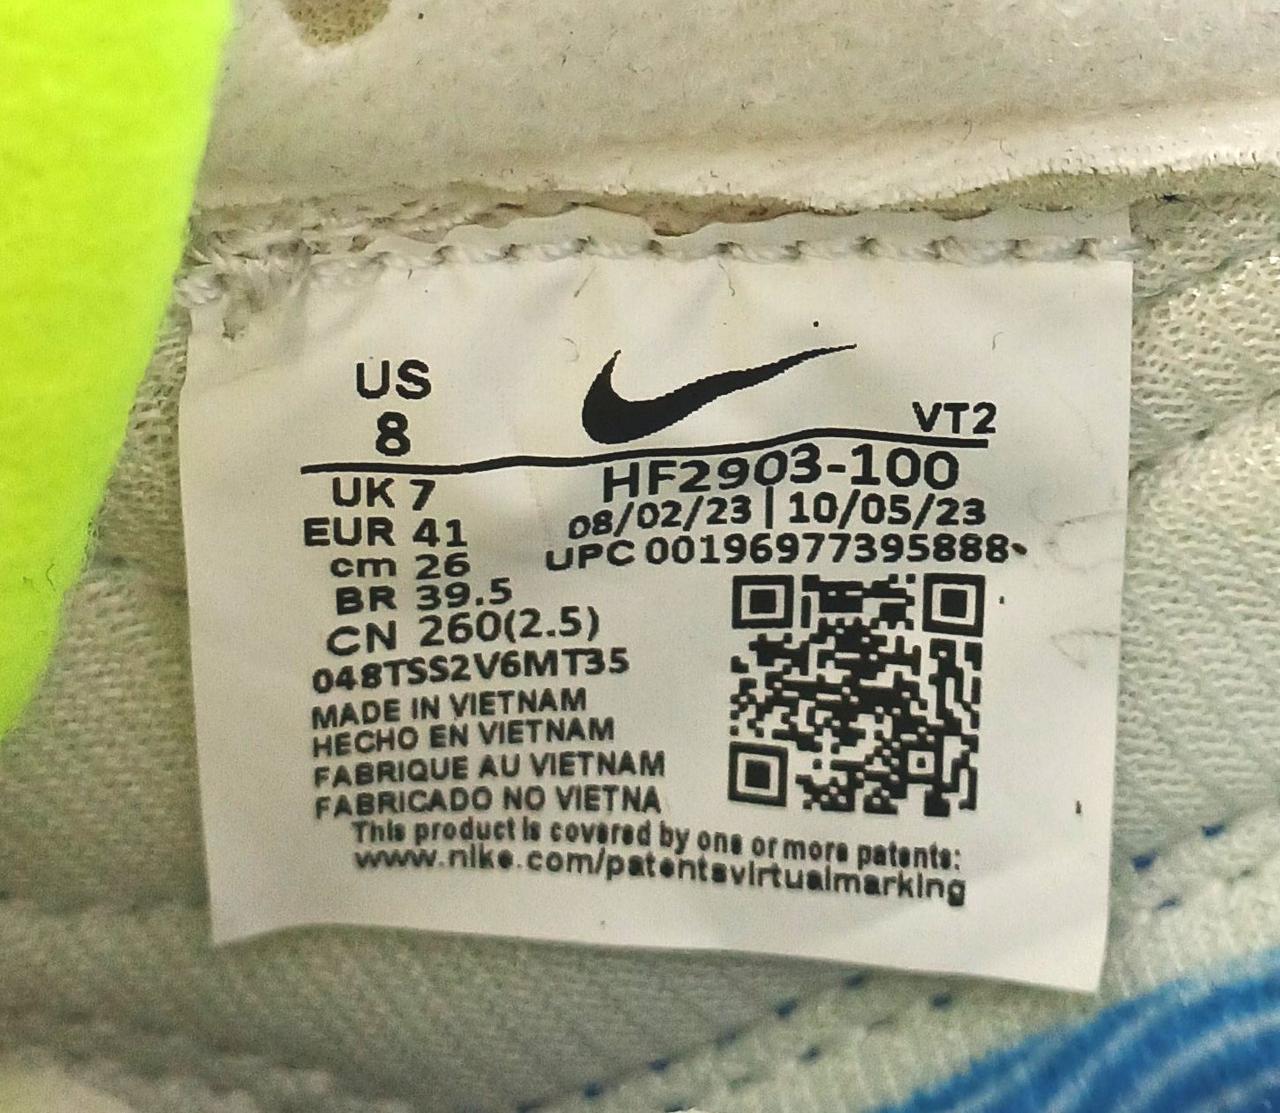 US
8
VT2
HF2903-100
08/02/23 | 10/05/23
UPC 00196977395888
UK 7
EUR 41
cm 26
BR 39.5
CN 260(2.5)
048TSS2V6MT35
MADE IN VIETNAM
HECHO EN VIETNAM
FABRIQUE AU VIETNAM
FABRICADO NO VIETNA
This product is covered by one or more patents:
www.nike.com/patentsvirtualmarking